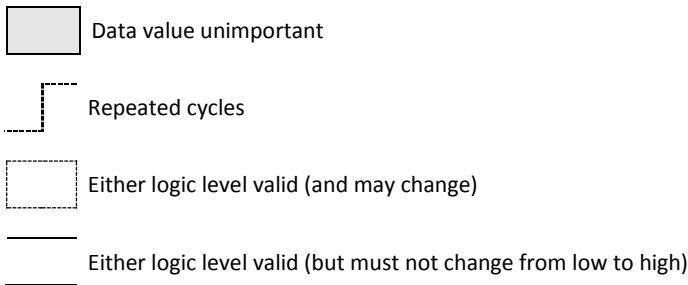 Data value unimportant
Repeated cycles
Either logic level valid (and may change)
Either logic level valid (but must not change from low to high)